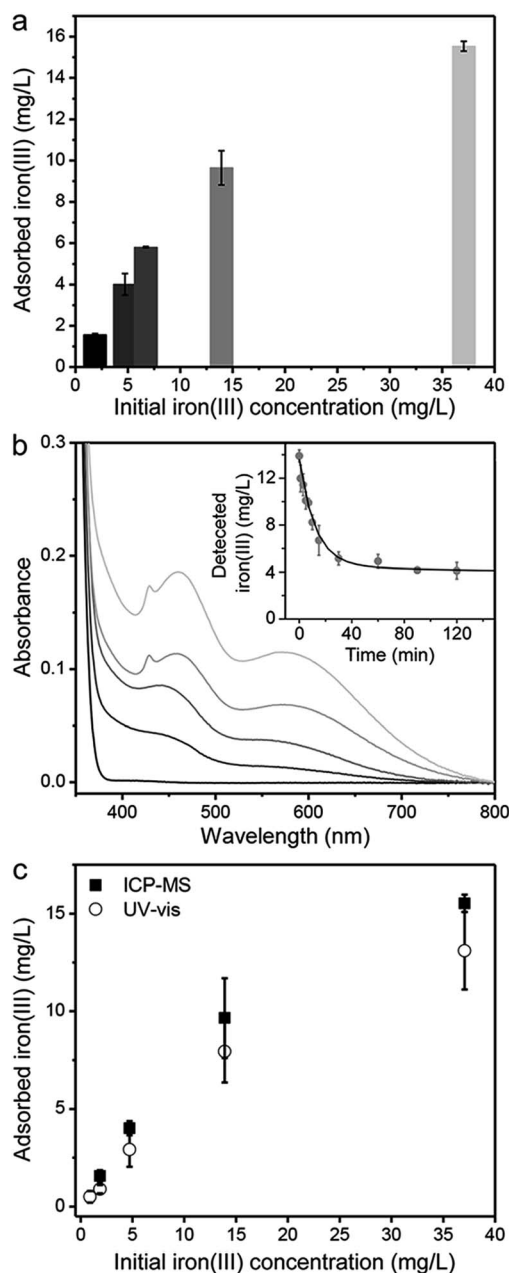 a
Adsorbed iron(III) (mg/L)
16
14
12
10
8
6
4
2
0
0 5 10 15 20 25 30 35 40
Initial iron(III) concentration (mg/L)
b
Absorbance
0.3
0.2
0.1
0.0
400 500 600 700 800
Wavelength (nm)
Deteceted
iron(III) (mg/L)
12
8
4
0
0 40 80 120
Time (min)
c
ICP-MS
UV-vis
Adsorbed iron(III) (mg/L)
15
10
5
0
0 5 10 15 20 25 30 35 40
Initial iron(III) concentration (mg/L)